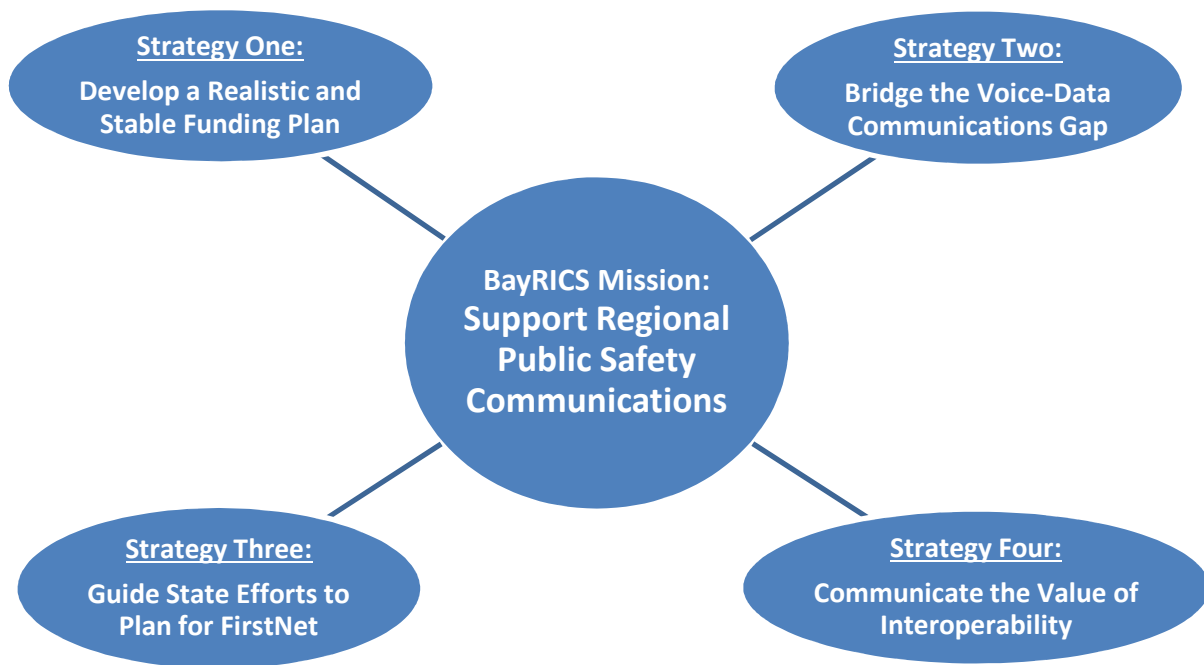 Strategy One:
Develop a Realistic and
Stable Funding Plan
Strategy Two:
Bridge the Voice-Data
Communications Gap
BayRICS Mission:
Support Regional
Public Safety
Communications
Strategy Three:
Guide State Efforts to
Plan for FirstNet
Strategy Four:
Communicate the Value of
Interoperability